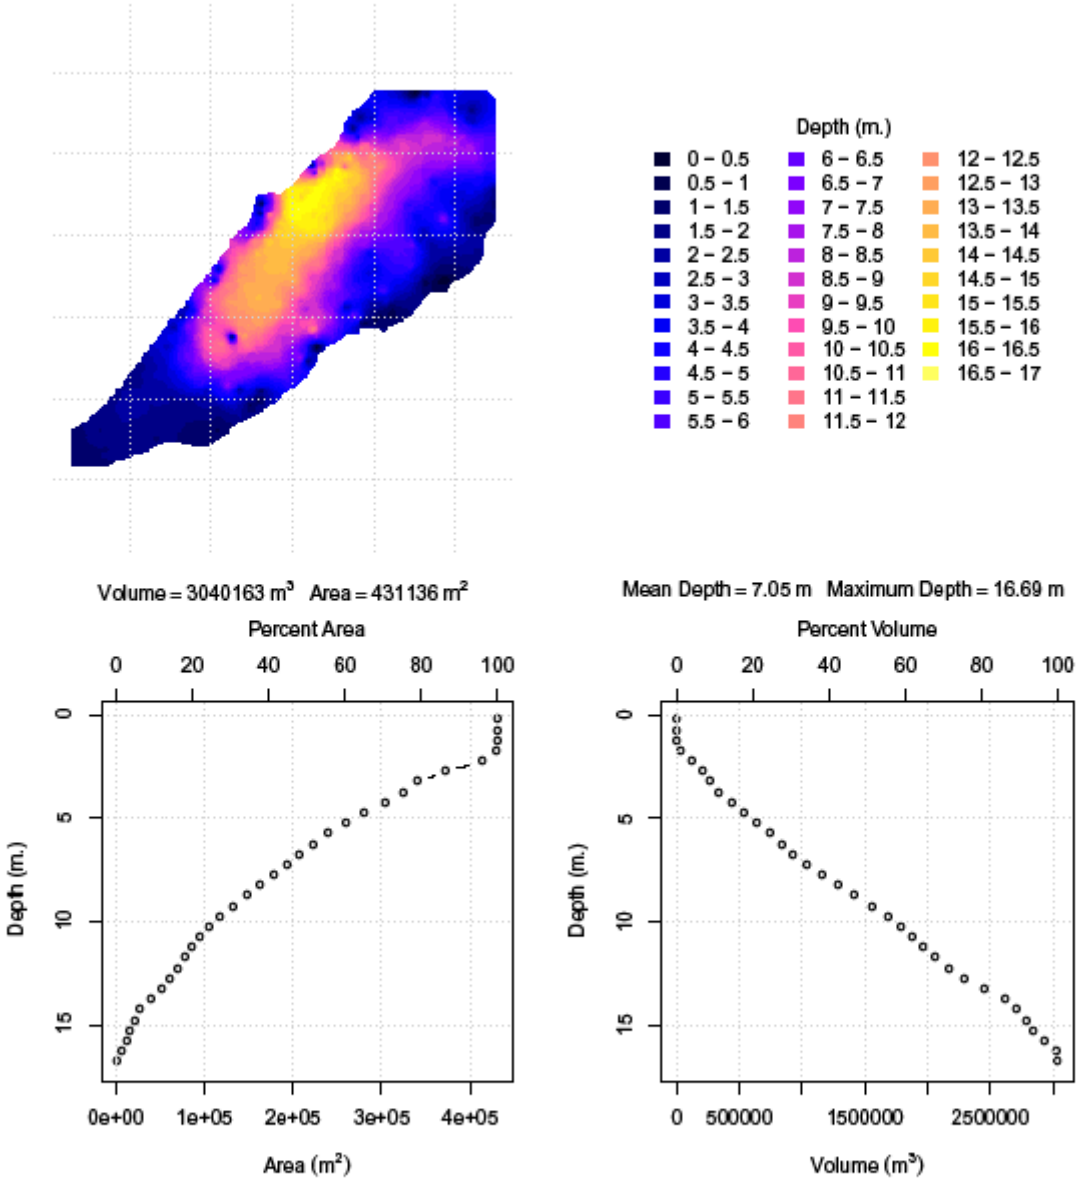 Depth (m.)
0 – 0.5 6 – 6.5 12 – 12.5
0.5 – 1 6.5 – 7 12.5 – 13
1 – 1.5 7 – 7.5 13 – 13.5
1.5 – 2 7.5 – 8 13.5 – 14
2 – 2.5 8 – 8.5 14 – 14.5
2.5 – 3 8.5 – 9 14.5 – 15
3 – 3.5 9 – 9.5 15 – 15.5
3.5 – 4 9.5 – 10 15.5 – 16
4 – 4.5 10 – 10.5 16 – 16.5
4.5 – 5 10.5 – 11 16.5 – 17
5 – 5.5 11 – 11.5
5.5 – 6 11.5 – 12
Volume = 3040163 m³ Area = 431136 m²
Percent Area
0 20 40 60 80 100
0
5
10
15
Depth (m.)
0e+00 1e+05 2e+05 3e+05 4e+05
Area (m²)
Mean Depth = 7.05 m Maximum Depth = 16.69 m
Percent Volume
0 20 40 60 80 100
0
5
10
15
Depth (m.)
0 500000 1500000 2500000
Volume (m³)